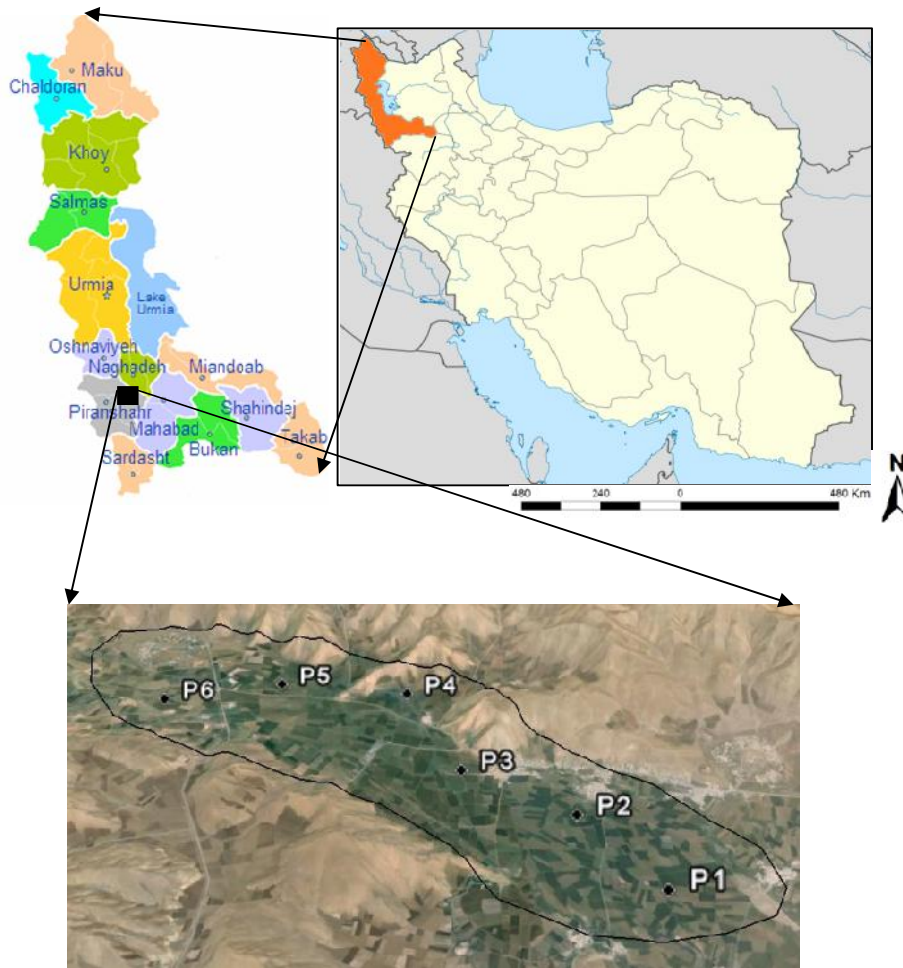 Maku
Chaldoran
Khoy
Salmas
Urmia
Lake
Urmia
Oshnaviyeh
Naghadeh
Miandoab
Piranshahr
Shahindej
Mahabad
Bukan
Takab
Sardasht
N
480 240 0 480 Km
P6
P5
P4
P3
P2
P1